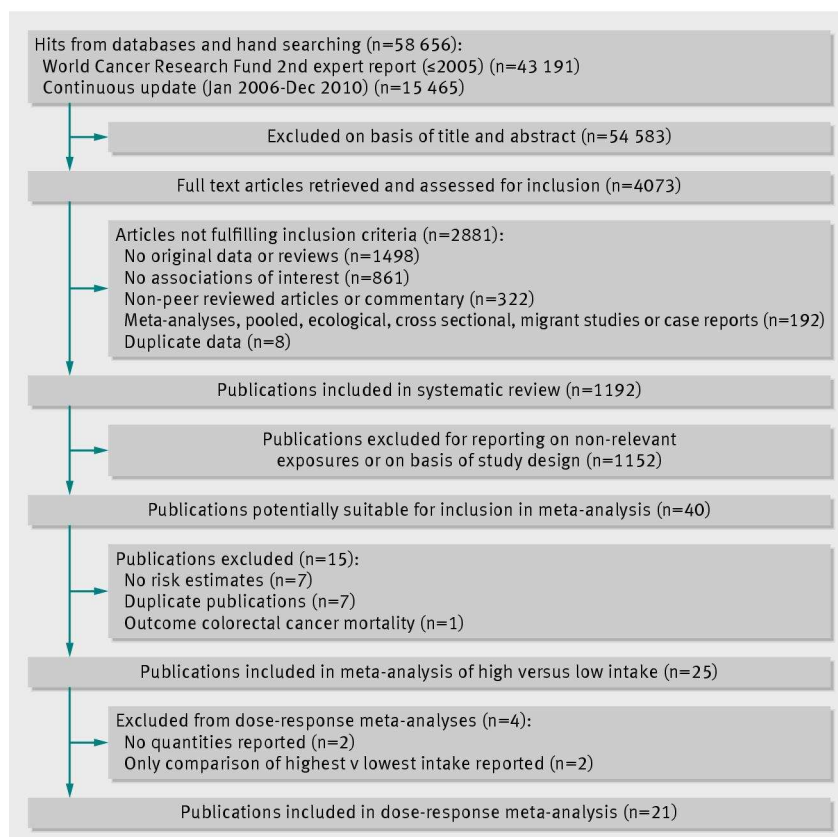 Hits from databases and hand searching (n=58 656):
World Cancer Research Fund 2nd expert report (≤2005) (n=43 191)
Continuous update (Jan 2006-Dec 2010) (n=15 465)
Excluded on basis of title and abstract (n=54 583)
Full text articles retrieved and assessed for inclusion (n=4073)
Articles not fulfilling inclusion criteria (n=2881):
No original data or reviews (n=1498)
No associations of interest (n=861)
Non-peer reviewed articles or commentary (n=322)
Meta-analyses, pooled, ecological, cross sectional, migrant studies or case reports (n=192)
Duplicate data (n=8)
Publications included in systematic review (n=1192)
Publications excluded for reporting on non-relevant
exposures or on basis of study design (n=1152)
Publications potentially suitable for inclusion in meta-analysis (n=40)
Publications excluded (n=15):
No risk estimates (n=7)
Duplicate publications (n=7)
Outcome colorectal cancer mortality (n=1)
Publications included in meta-analysis of high versus low intake (n=25)
Excluded from dose-response meta-analyses (n=4):
No quantities reported (n=2)
Only comparison of highest v lowest intake reported (n=2)
Publications included in dose-response meta-analysis (n=21)